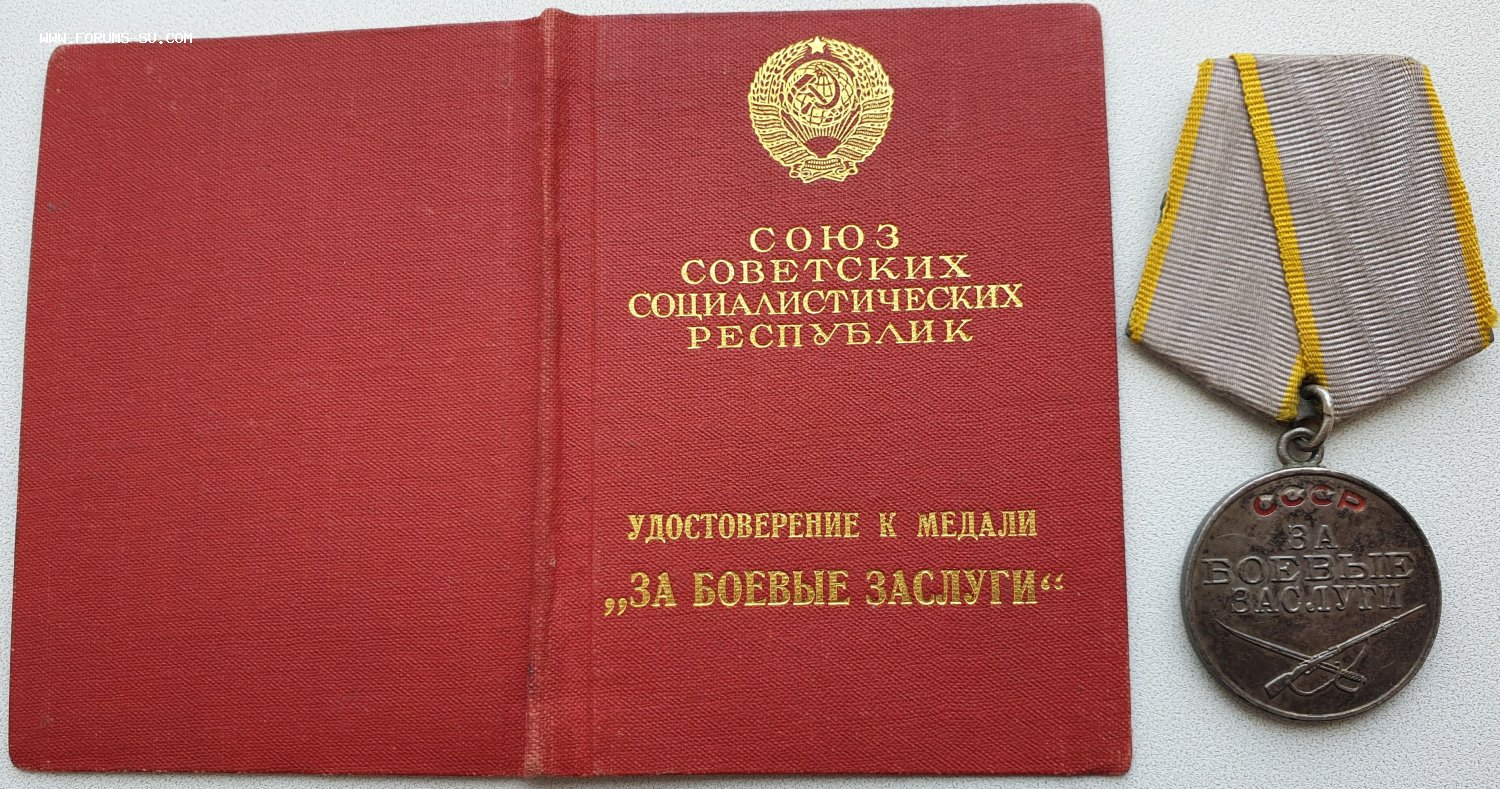 WWW.FORUMS-SU.COM
СОЮЗ
СОВЕТСКИХ
СОЦИАЛИСТИЧЕСКИХ
РЕСПУБЛИК
УДОСТОВЕРЕНИЕ К МЕДАЛИ
„ЗА БОЕВЫЕ ЗАСЛУГИ“
СССР
ЗА
БОЕВЫЕ
ЗАСЛУГИ